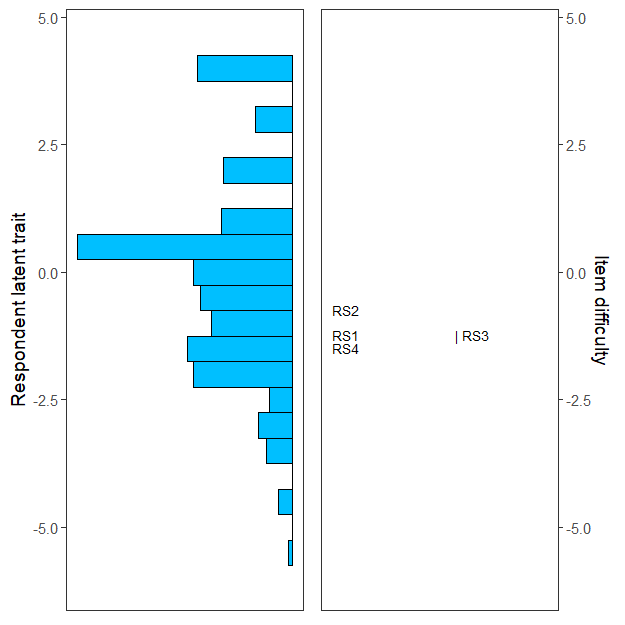 5.0
2.5
0.0
-2.5
-5.0
Respondent latent trait
RS2
RS1 | RS3
RS4
5.0
2.5
0.0
-2.5
-5.0
Item difficulty